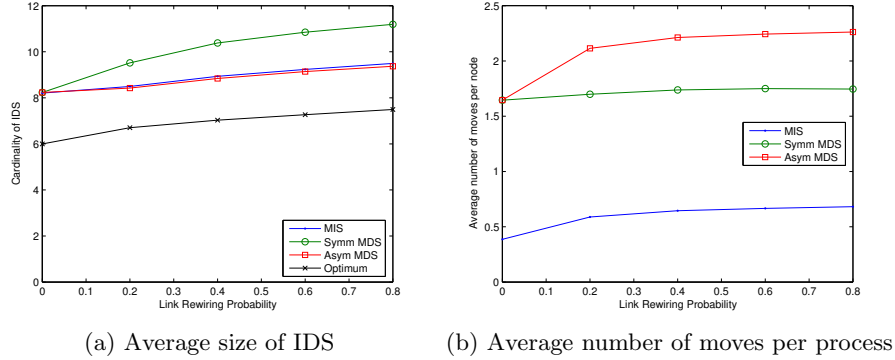 12
10
8
6
4
2
0
Cardinality of IDS
0 0.1 0.2 0.3 0.4 0.5 0.6 0.7 0.8
Link Rewiring Probability
MIS
Symm MDS
Asym MDS
Optimum
(a) Average size of IDS
2.5
2
1.5
1
0.5
0
Average number of moves per node
0 0.1 0.2 0.3 0.4 0.5 0.6 0.7 0.8
Link Rewiring Probability
MIS
Symm MDS
Asym MDS
(b) Average number of moves per process